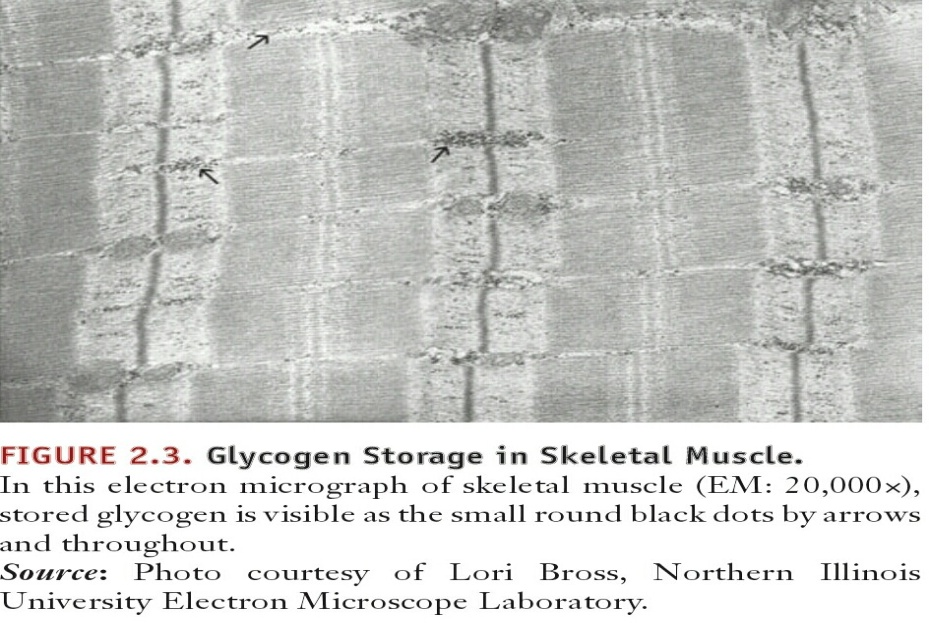 FIGURE 2.3. Glycogen Storage in Skeletal Muscle.
In this electron micrograph of skeletal muscle (EM: 20,000×),
stored glycogen is visible as the small round black dots by arrows
and throughout.
Source: Photo courtesy of Lori Bross, Northern Illinois
University Electron Microscope Laboratory.